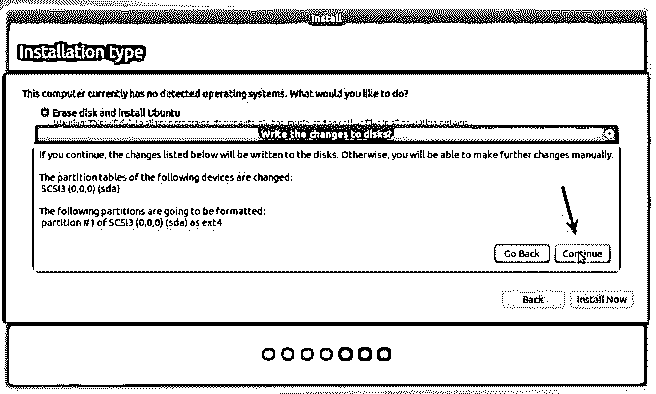 Install
Installation type
This computer currently has no detected operating systems. What would you like to do?
Erase disk and install Ubuntu
Write the changes to disks?
If you continue, the changes listed below will be written to the disks. Otherwise, you will be able to make further changes manually.
The partition tables of the following devices are changed:
SCSI3 (0,0,0) (sda)
The following partitions are going to be formatted:
partition #1 of SCSI3 (0,0,0) (sda) as ext4
Go Back
Continue
Back
Install Now